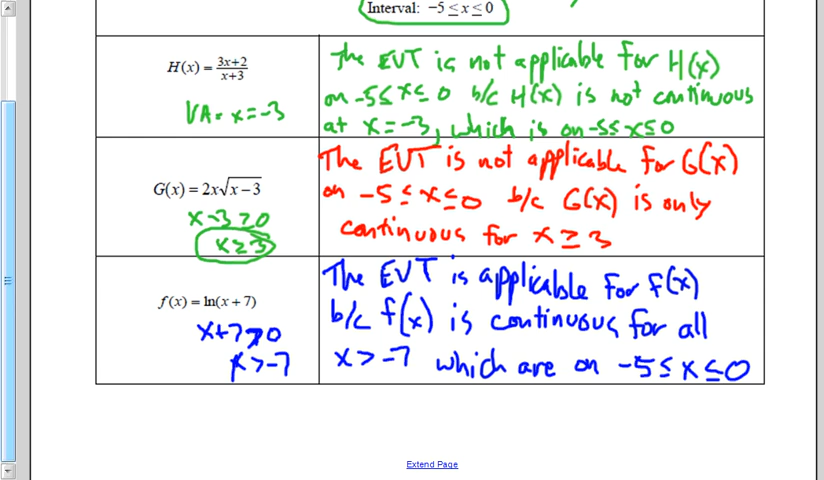 Interval: −5 ≤ x ≤ 0
H(x) = \frac{3x+2}{x+3}
VA: x = -3
The EVT is not applicable for H(x)
on -5≤x≤0 b/c H(x) is not continuous
at x=-3, which is on -5≤x≤0
G(x) = 2x√(x−3)
x-3≥0
x≥3
The EVT is not applicable for G(x)
on -5≤x≤0 b/c G(x) is only
continuous for x≥3
f(x) = ln(x+7)
x+7>0
x>-7
The EVT is applicable for f(x)
b/c f(x) is continuous for all
x>-7 which are on -5≤x≤0
Extend Page